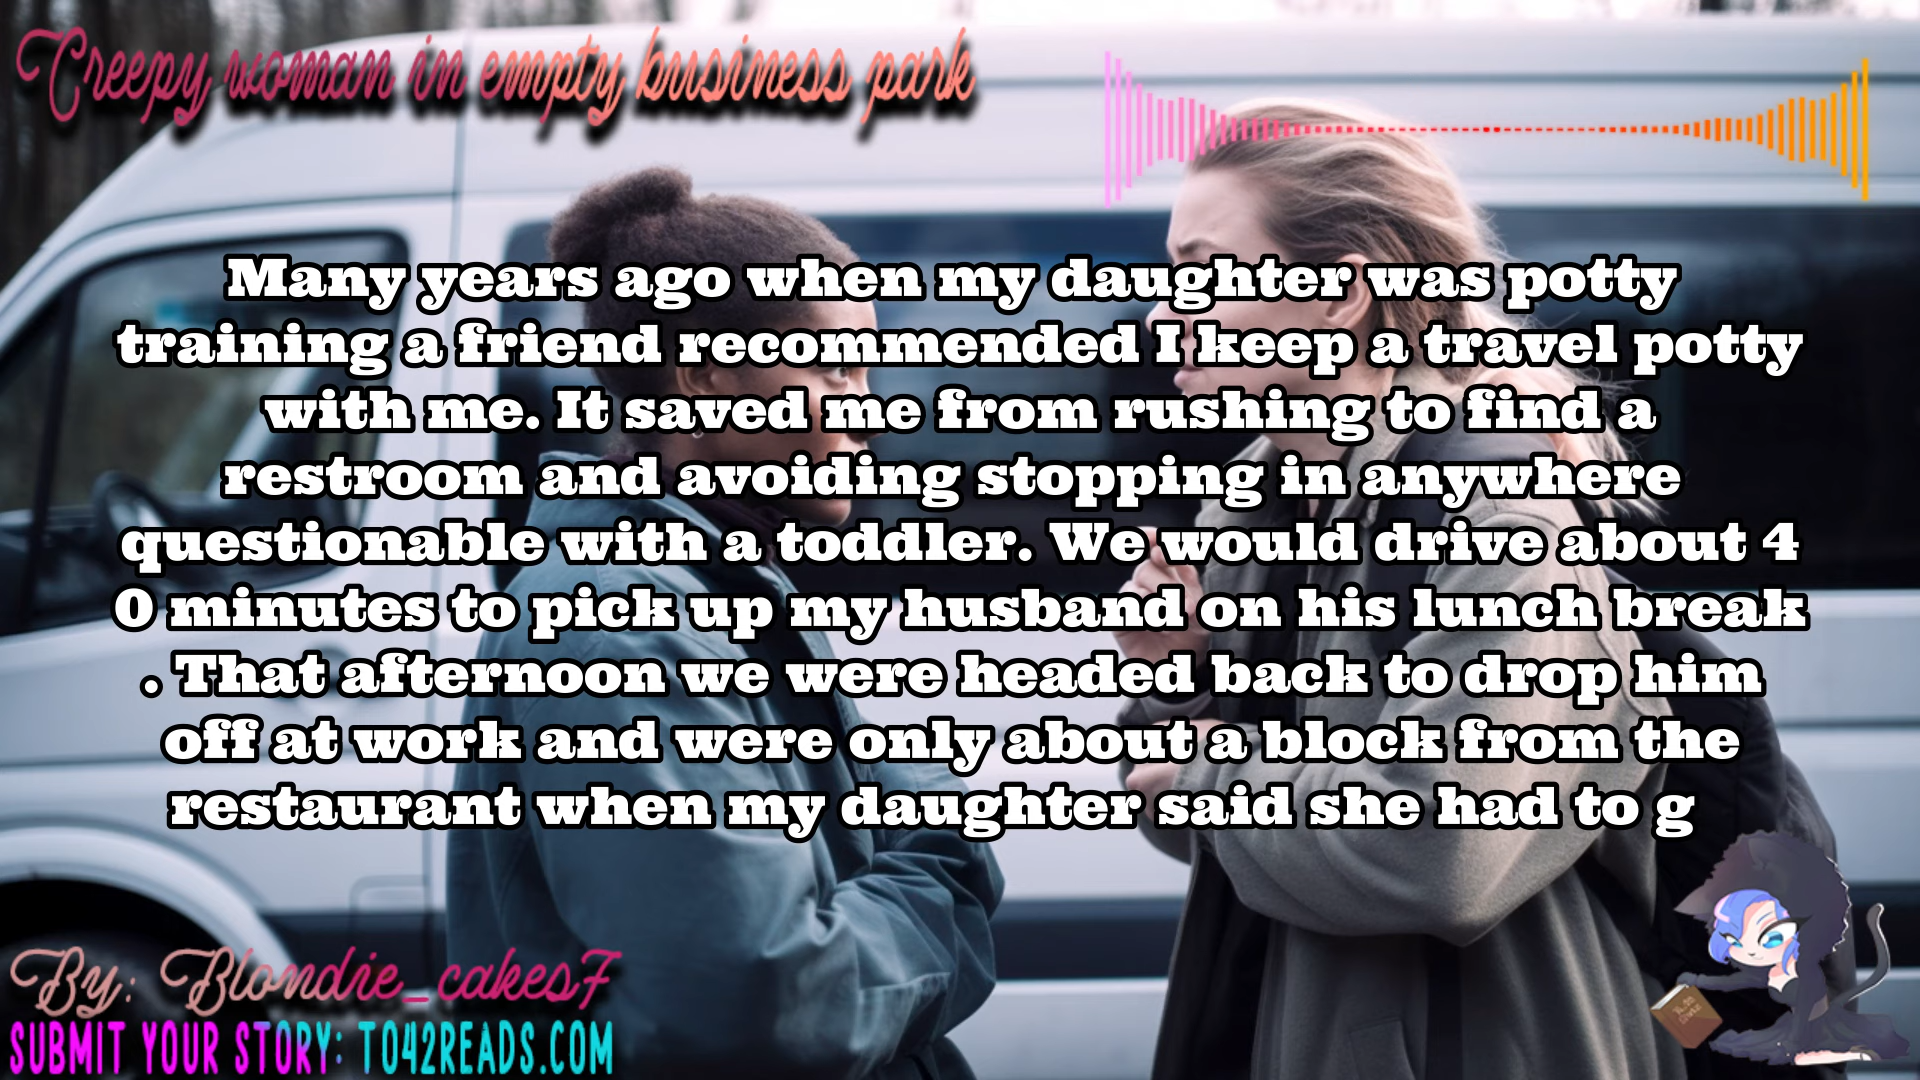 Creepy woman in empty business park
Many years ago when my daughter was potty
training a friend recommended I keep a travel potty
with me. It saved me from rushing to find a
restroom and avoiding stopping in anywhere
questionable with a toddler. We would drive about 4
0 minutes to pick up my husband on his lunch break
. That afternoon we were headed back to drop him
off at work and were only about a block from the
restaurant when my daughter said she had to g
By: Blondie_cakes7
SUBMIT YOUR STORY: TO42READS.COM